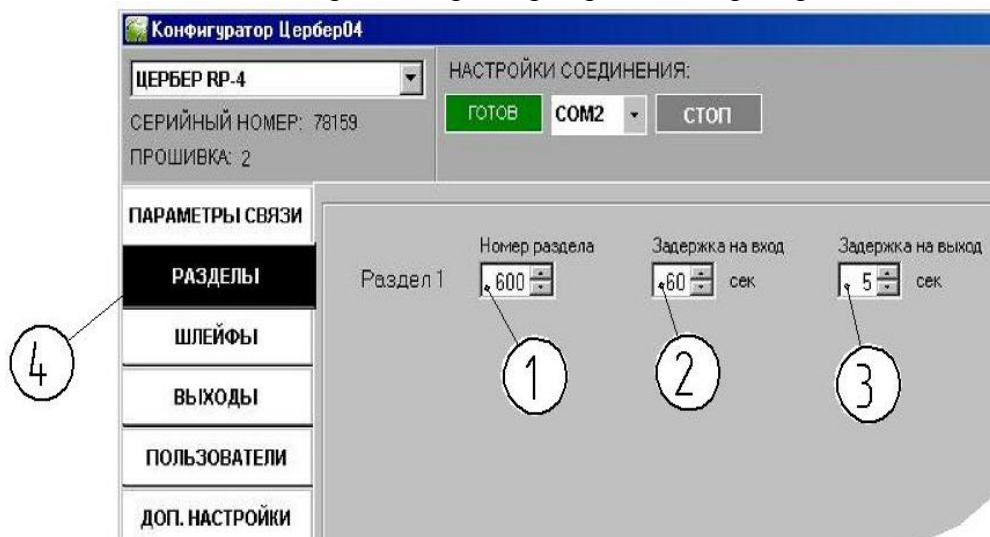 Конфигуратор Цербер04
ЦЕРБЕР RP-4
СЕРИЙНЫЙ НОМЕР: 78159
ПРОШИВКА: 2
НАСТРОЙКИ СОЕДИНЕНИЯ:
ГОТОВ COM2 СТОП
ПАРАМЕТРЫ СВЯЗИ
РАЗДЕЛЫ
ШЛЕЙФЫ
ВЫХОДЫ
ПОЛЬЗОВАТЕЛИ
ДОП. НАСТРОЙКИ
Номер раздела Задержка на вход Задержка на выход
Раздел 1 600 60 сек 5 сек
1 2 3
4